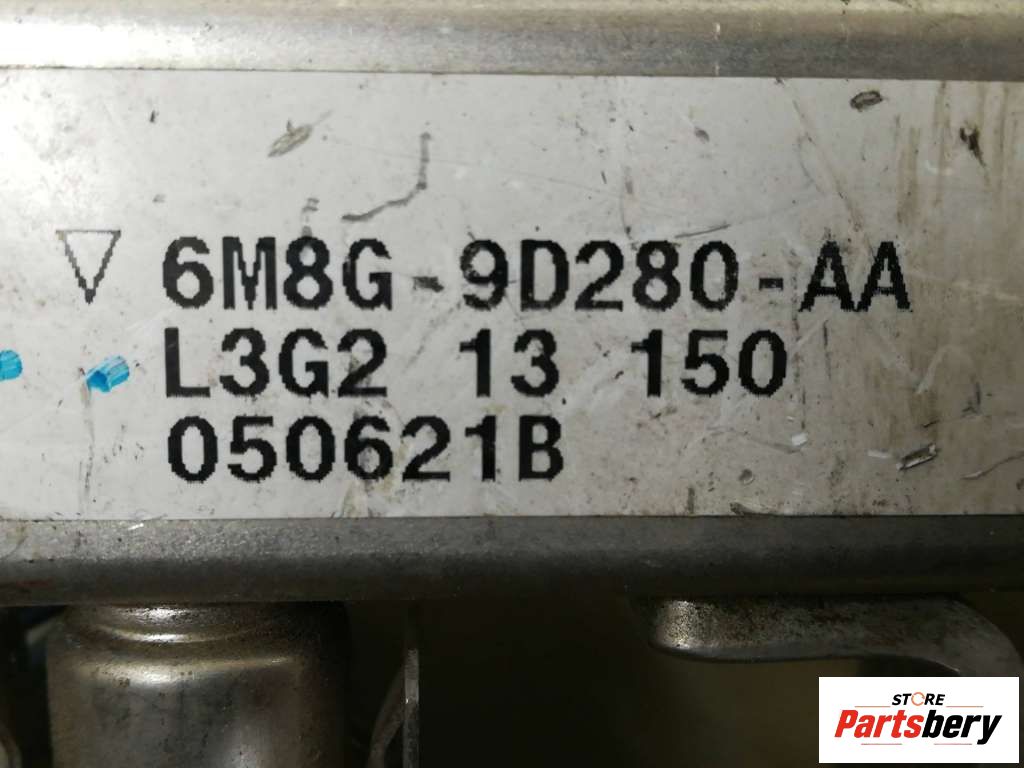 6M8G-9D280-AA
L3G2 13 150
050621B
STORE
Partsbery